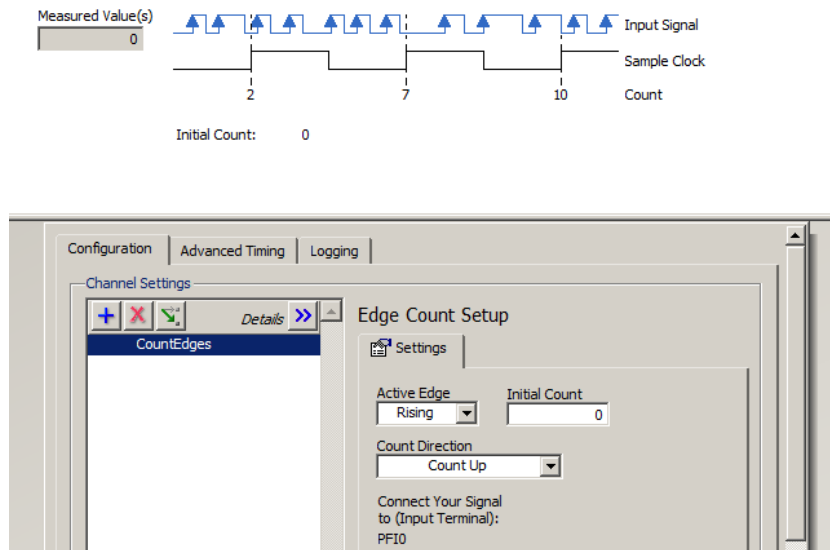 Measured Value(s)
0
Input Signal
Sample Clock
2 7 10 Count
Initial Count: 0
Configuration Advanced Timing Logging
Channel Settings
Details
CountEdges
Edge Count Setup
Settings
Active Edge Initial Count
Rising 0
Count Direction
Count Up
Connect Your Signal
to (Input Terminal):
PFI0